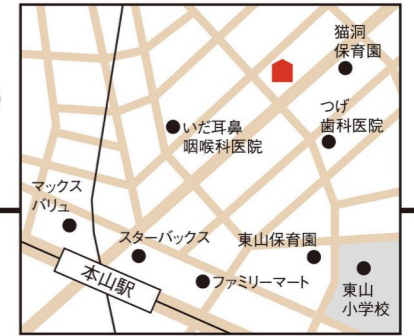 猫洞
保育園
つげ
歯科医院
いだ耳鼻
咽喉科医院
マックス
バリュ
スターバックス
東山保育園
本山駅
ファミリーマート
東山
小学校